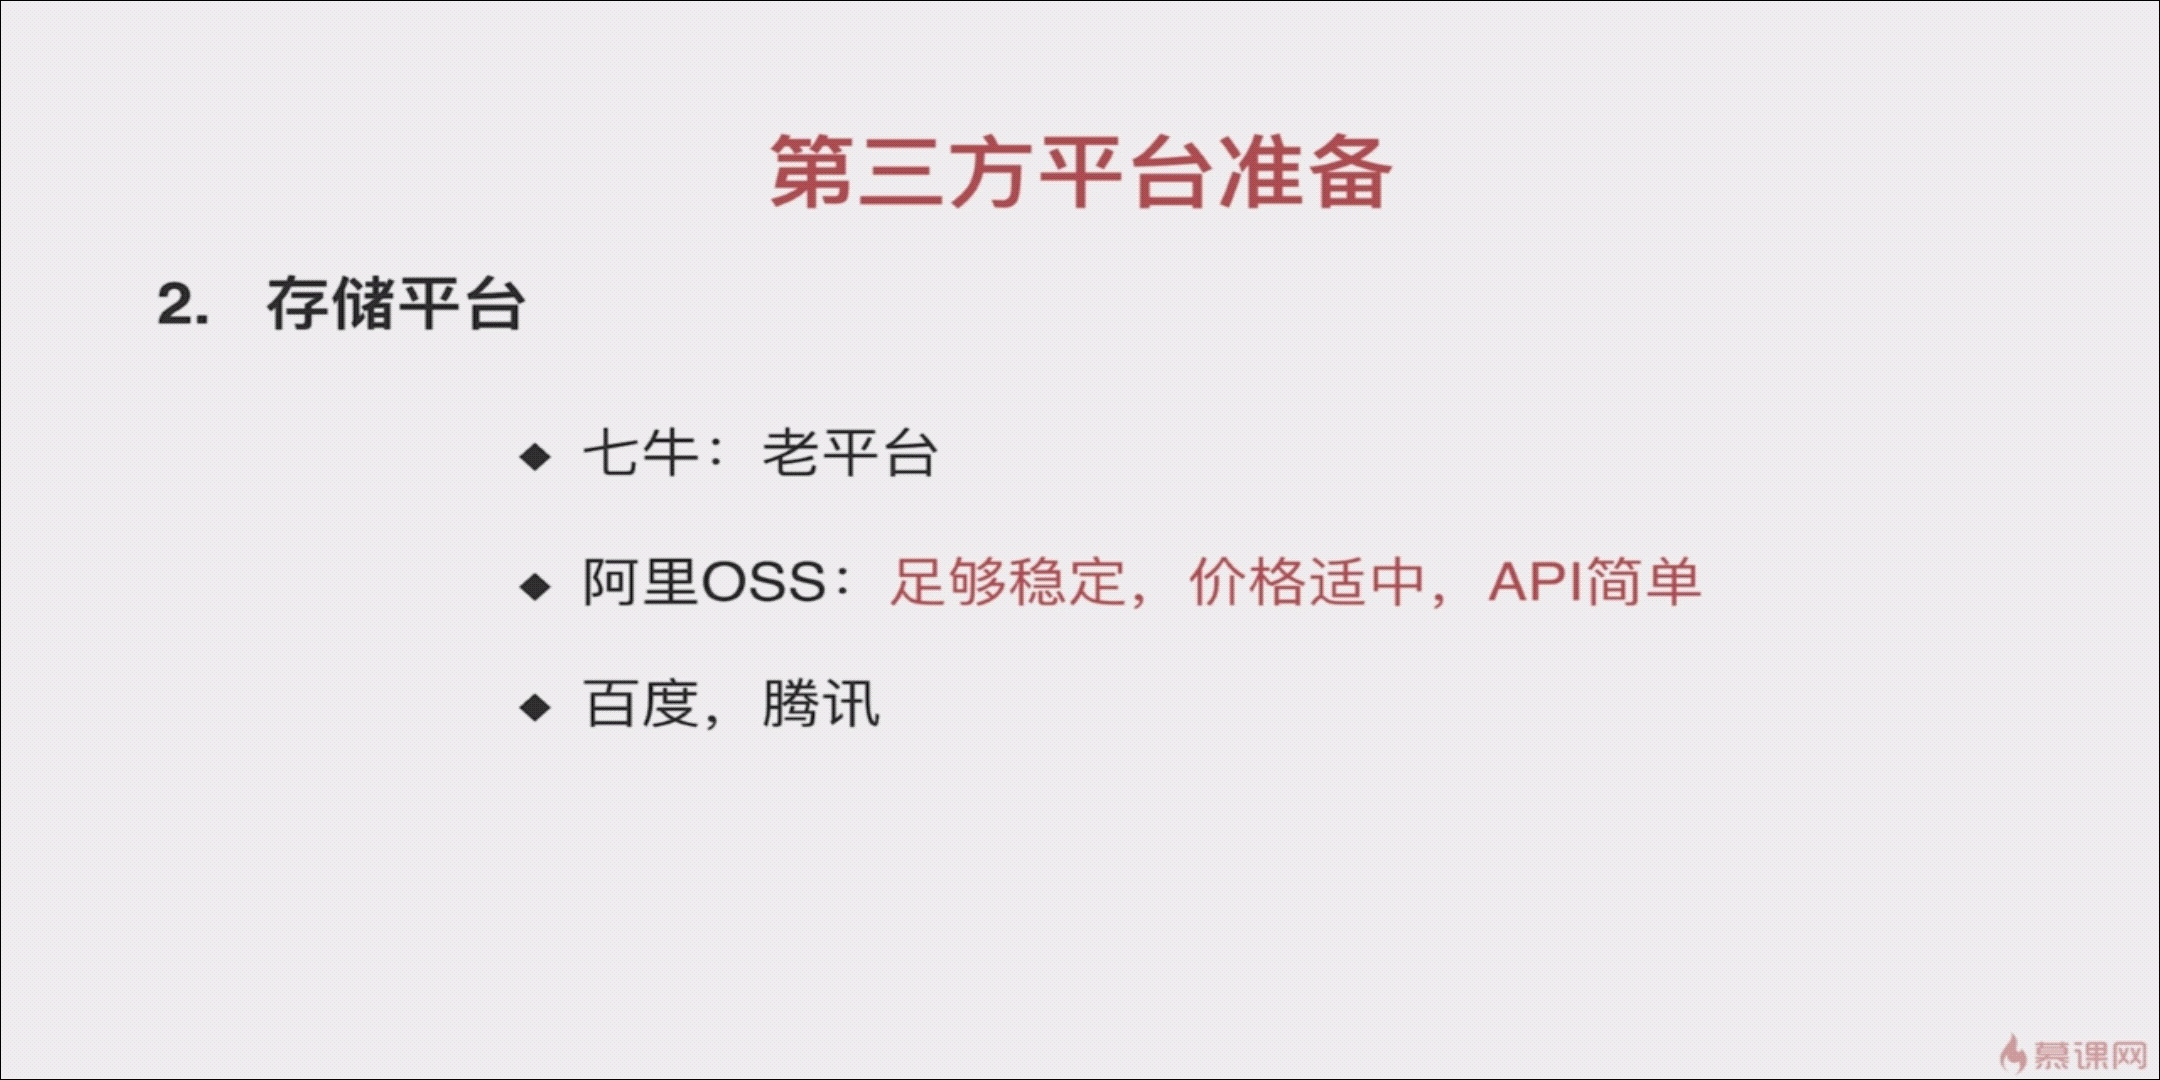 第三方平台准备
2. 存储平台
◆ 七牛：老平台
◆ 阿里OSS：足够稳定，价格适中，API简单
◆ 百度，腾讯
慕课网